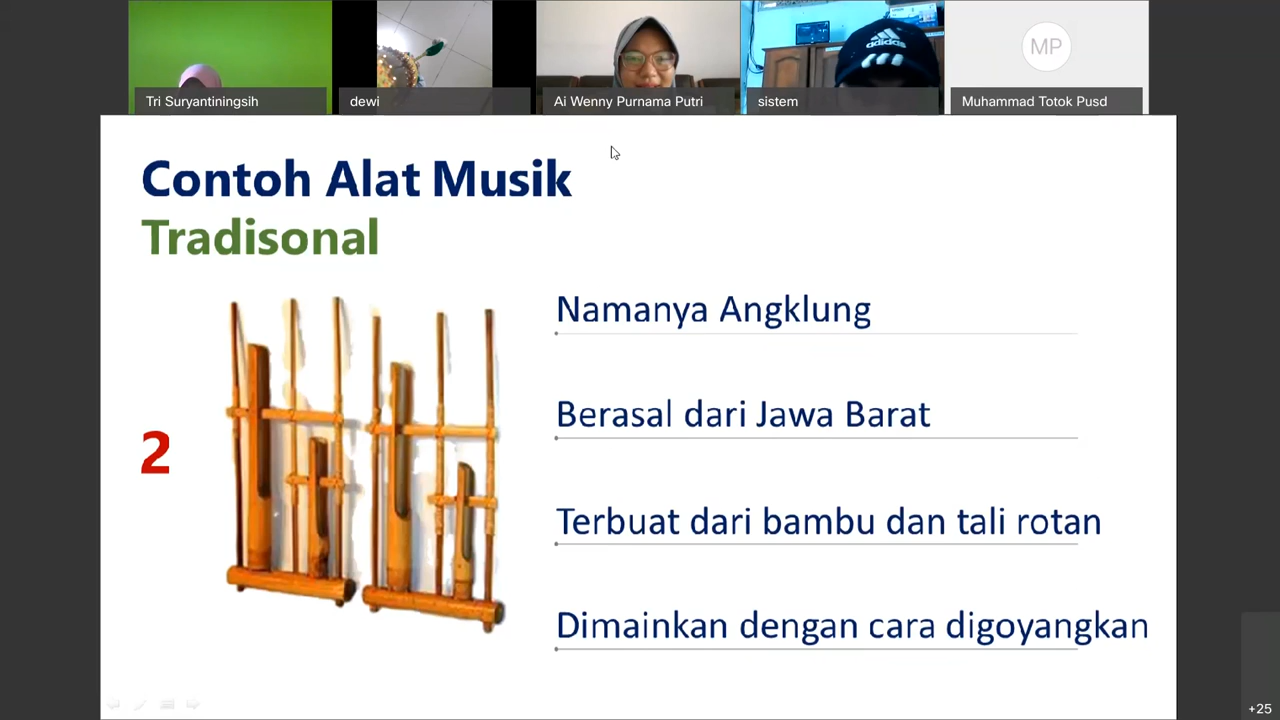 MP
Tri Suryantiningsih
dewi
Ai Wenny Purnama Putri
sistem
adidas
Muhammad Totok Pusd
Contoh Alat Musik
Tradisonal
2
Namanya Angklung
Berasal dari Jawa Barat
Terbuat dari bambu dan tali rotan
Dimainkan dengan cara digoyangkan
+25